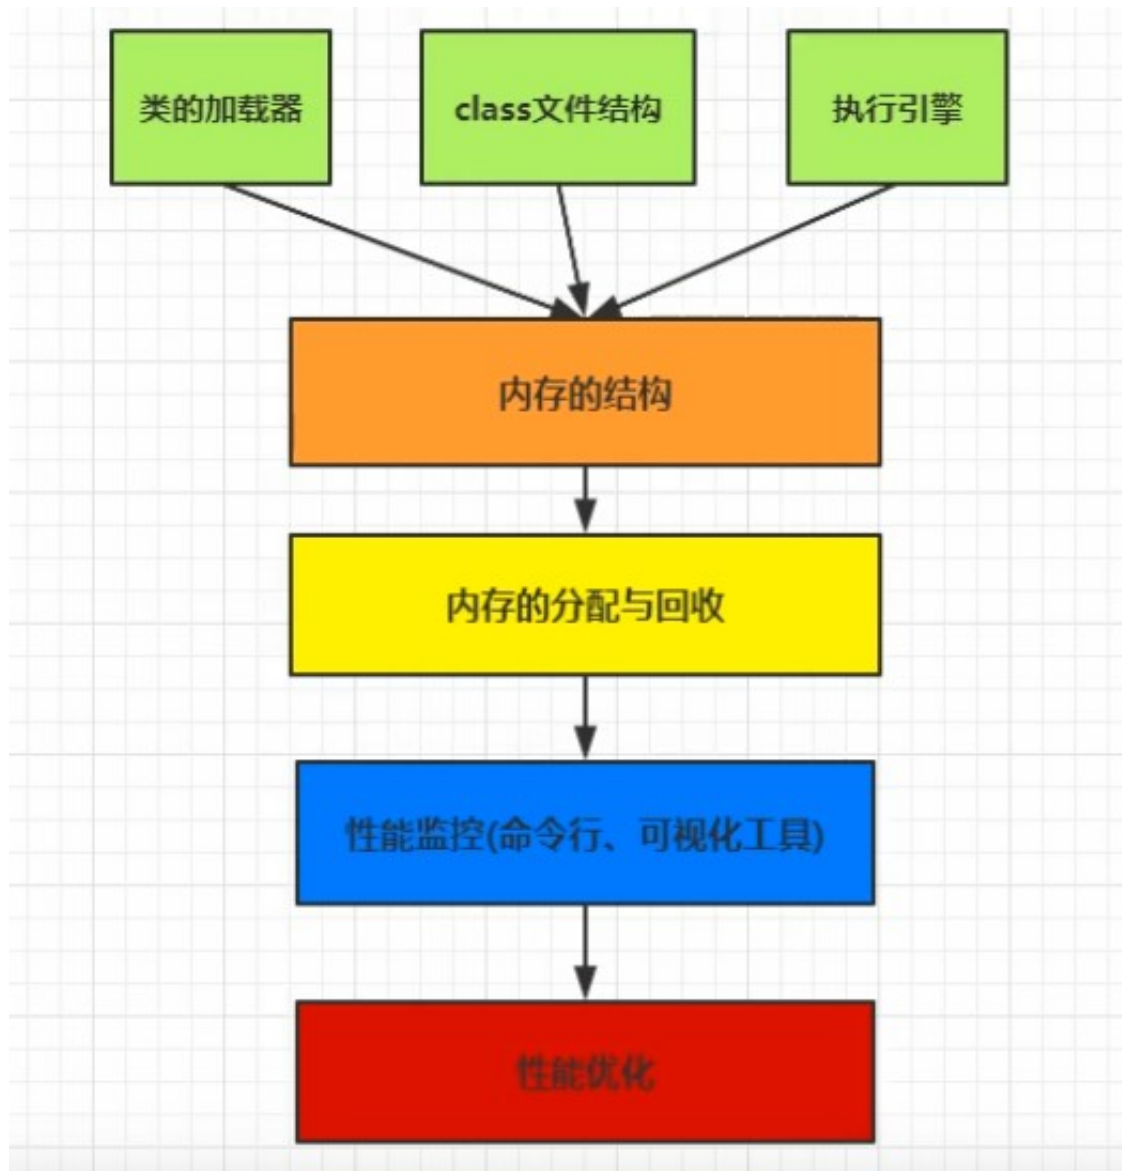 类的加载器
class文件结构
执行引擎
内存的结构
内存的分配与回收
性能监控(命令行、可视化工具)
性能优化